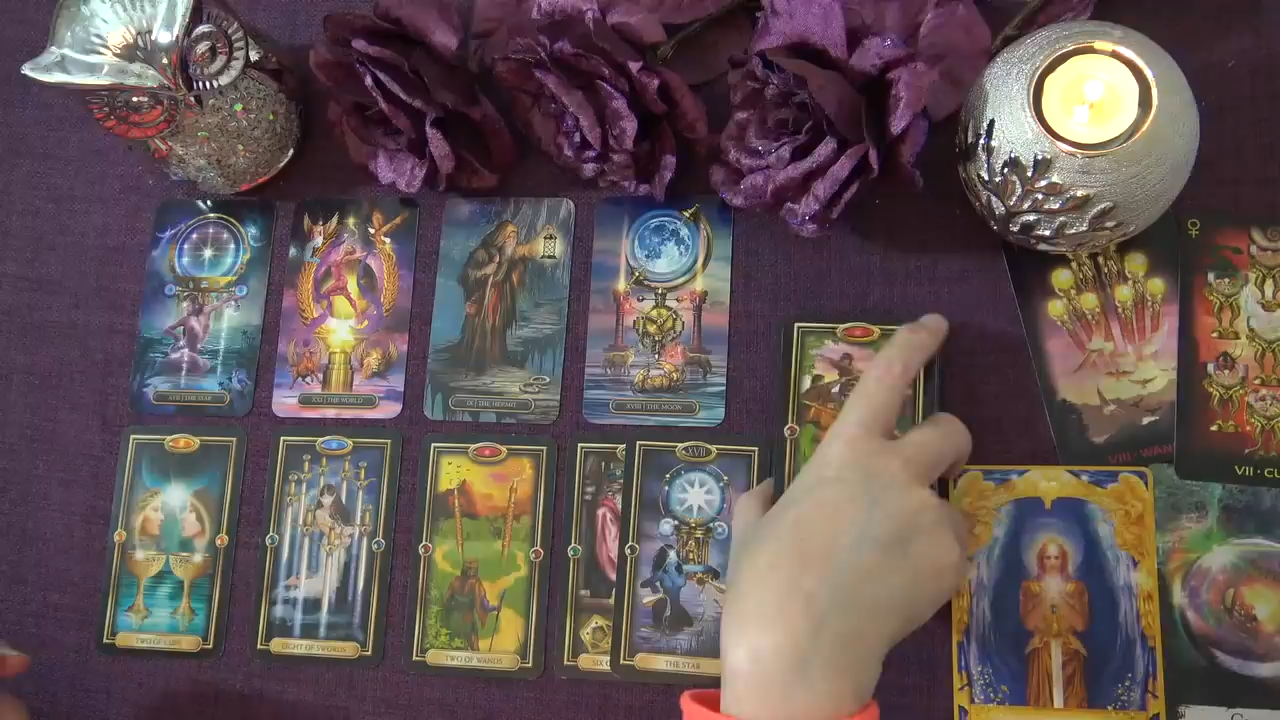 XVII | THE STAR
XXI | THE WORLD
IX | THE HERMIT
XVIII | THE MOON
VIII · WAN
VII · CU
TWO OF CUPS
EIGHT OF SWORDS
TWO OF WANDS
SIX O
XVII
THE STAR